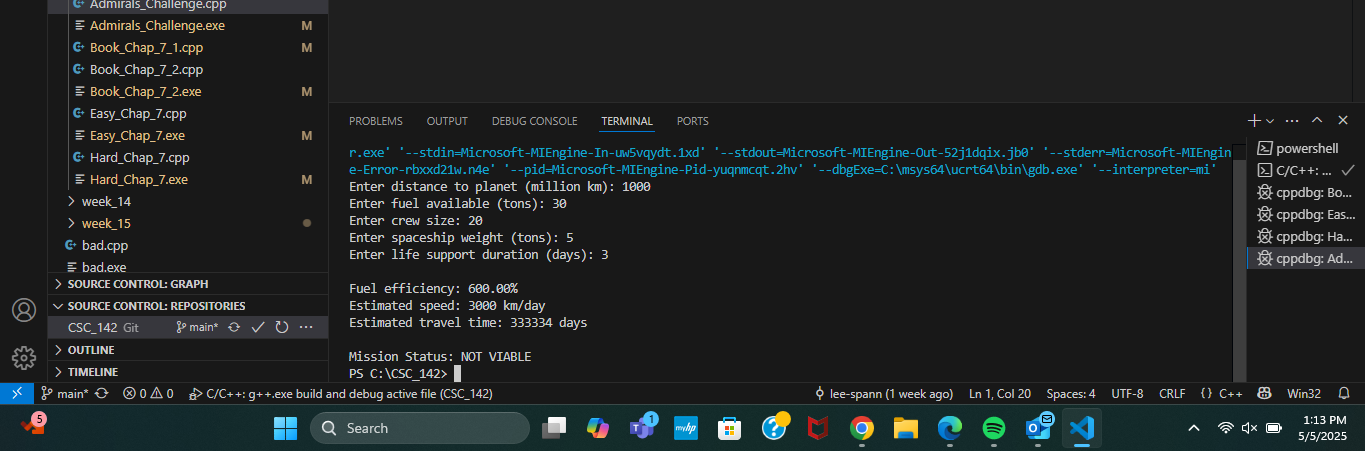 Admirals_Challenge.cpp
Admirals_Challenge.exe M
Book_Chap_7_1.cpp M
Book_Chap_7_2.cpp
Book_Chap_7_2.exe M
Easy_Chap_7.cpp
Easy_Chap_7.exe M
Hard_Chap_7.cpp
Hard_Chap_7.exe M
week_14
week_15
bad.cpp
bad.exe
SOURCE CONTROL: GRAPH
SOURCE CONTROL: REPOSITORIES
CSC_142 Git main*
OUTLINE
TIMELINE
PROBLEMS OUTPUT DEBUG CONSOLE TERMINAL PORTS
r.exe' '--stdin=Microsoft-MIEngine-In-uw5vqydt.1xd' '--stdout=Microsoft-MIEngine-Out-52j1dqix.jb0' '--stderr=Microsoft-MIEngin
e-Error-rbxxd21w.n4e' '--pid=Microsoft-MIEngine-Pid-yuqnmcqt.2hv' '--dbgExe=C:\msys64\ucrt64\bin\gdb.exe' '--interpreter=mi'
Enter distance to planet (million km): 1000
Enter fuel available (tons): 30
Enter crew size: 20
Enter spaceship weight (tons): 5
Enter life support duration (days): 3
Fuel efficiency: 600.00%
Estimated speed: 3000 km/day
Estimated travel time: 333334 days
Mission Status: NOT VIABLE
PS C:\CSC_142>
powershell
C/C++: ...
cppdbg: Bo...
cppdbg: Eas...
cppdbg: Ha...
cppdbg: Ad...
main* 0 0 C/C++: g++.exe build and debug active file (CSC_142) lee-spann (1 week ago) Ln 1, Col 20 Spaces: 4 UTF-8 CRLF {} C++ Win32
5 Search 1 myhp 1:13 PM
5/5/2025